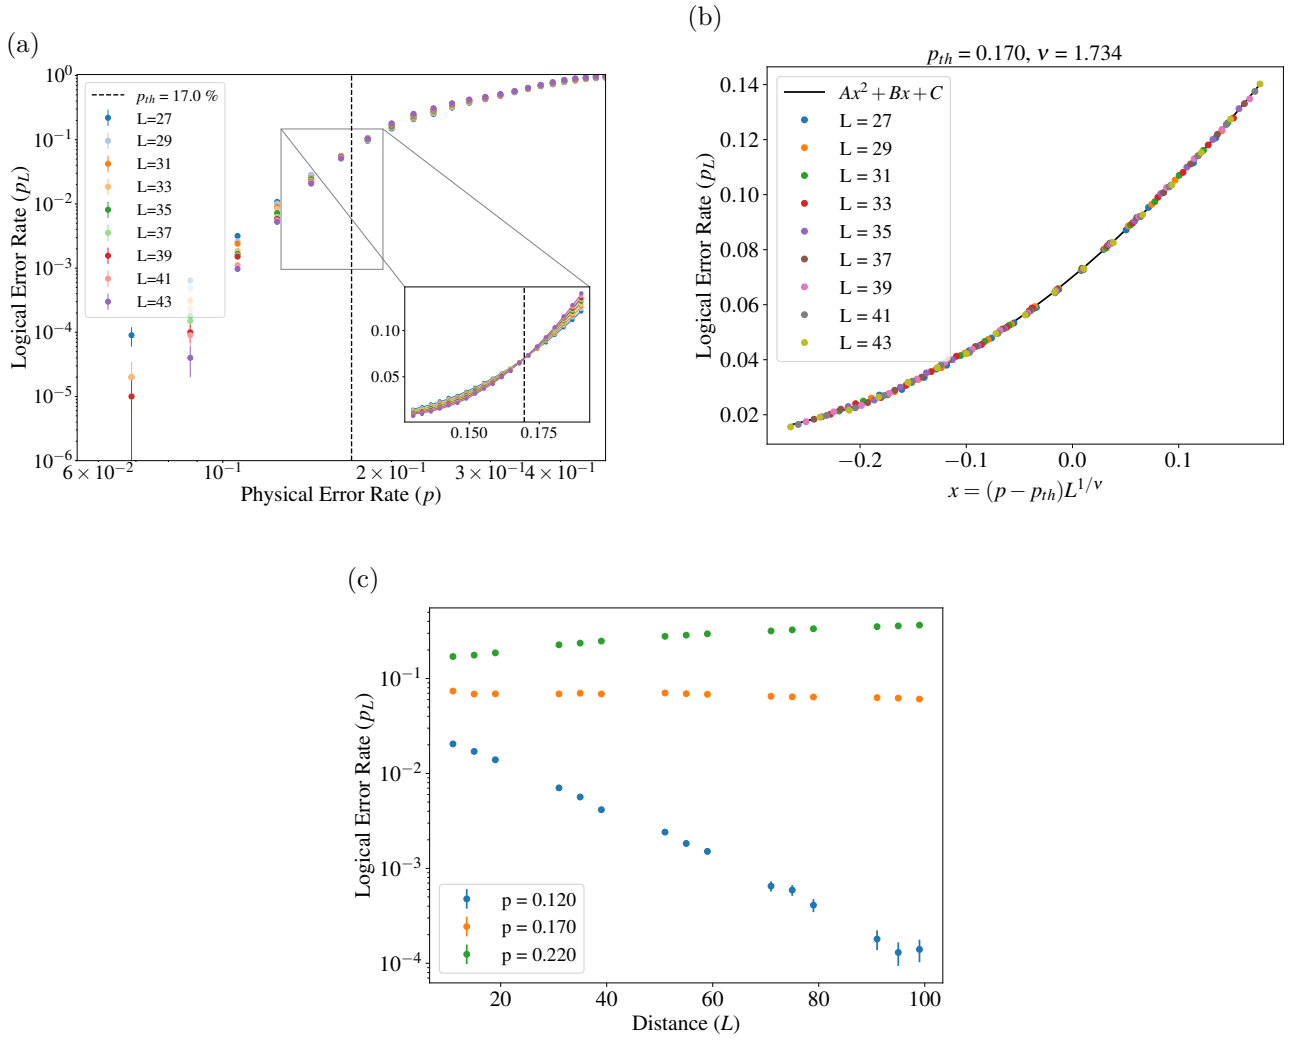 (a)
10⁰
10⁻¹
10⁻²
10⁻³
10⁻⁴
10⁻⁵
10⁻⁶
Logical Error Rate (p_L)
p_th = 17.0 %
L=27
L=29
L=31
L=33
L=35
L=37
L=39
L=41
L=43
0.10
0.05
0.150
0.175
6 × 10⁻²
10⁻¹
2 × 10⁻¹
3 × 10⁻¹
4 × 10⁻¹
Physical Error Rate (p)
(b)
p_th = 0.170, ν = 1.734
0.14
0.12
0.10
0.08
0.06
0.04
0.02
Logical Error Rate (p_L)
Ax² + Bx + C
L = 27
L = 29
L = 31
L = 33
L = 35
L = 37
L = 39
L = 41
L = 43
−0.2
−0.1
0.0
0.1
x = (p − p_th)L^{1/ν}
(c)
10⁻¹
10⁻²
10⁻³
10⁻⁴
Logical Error Rate (p_L)
p = 0.120
p = 0.170
p = 0.220
20
40
60
80
100
Distance (L)